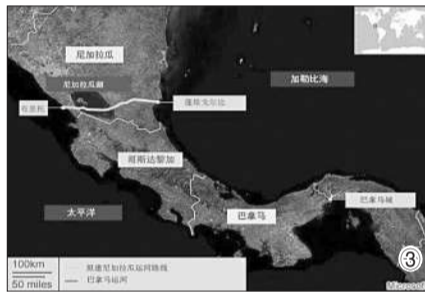 尼加拉瓜
尼加拉瓜湖
加勒比海
布里托
蓬塔戈尔达
哥斯达黎加
太平洋
巴拿马
巴拿马城
100km
50 miles
拟建尼加拉瓜运河路线
巴拿马运河
③
Microsoft